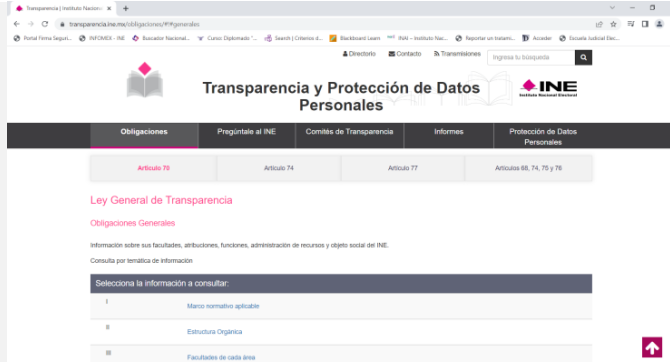 Transparencia | Instituto Nacion
transparencia.ine.mx/obligaciones/#!#generales
Portal Firma Segur... INFOMEX - INE Buscador Nacional... Curso: Diplomado "... Search | Criterios d... Blackboard Learn INAI – Instituto Nac... Reportar un tratami... Acceder Escuela Judicial Elec...
Directorio Contacto Transmisiones Ingresa tu búsqueda
Transparencia y Protección de Datos
Personales
INE
Instituto Nacional Electoral
Obligaciones Pregúntale al INE Comités de Transparencia Informes Protección de Datos
Personales
Artículo 70 Artículo 74 Artículo 77 Artículos 68, 74, 75 y 76
Ley General de Transparencia
Obligaciones Generales
Información sobre sus facultades, atribuciones, funciones, administración de recursos y objeto social del INE.
Consulta por temática de información
Selecciona la información a consultar:
I Marco normativo aplicable
II Estructura Orgánica
III Facultades de cada área